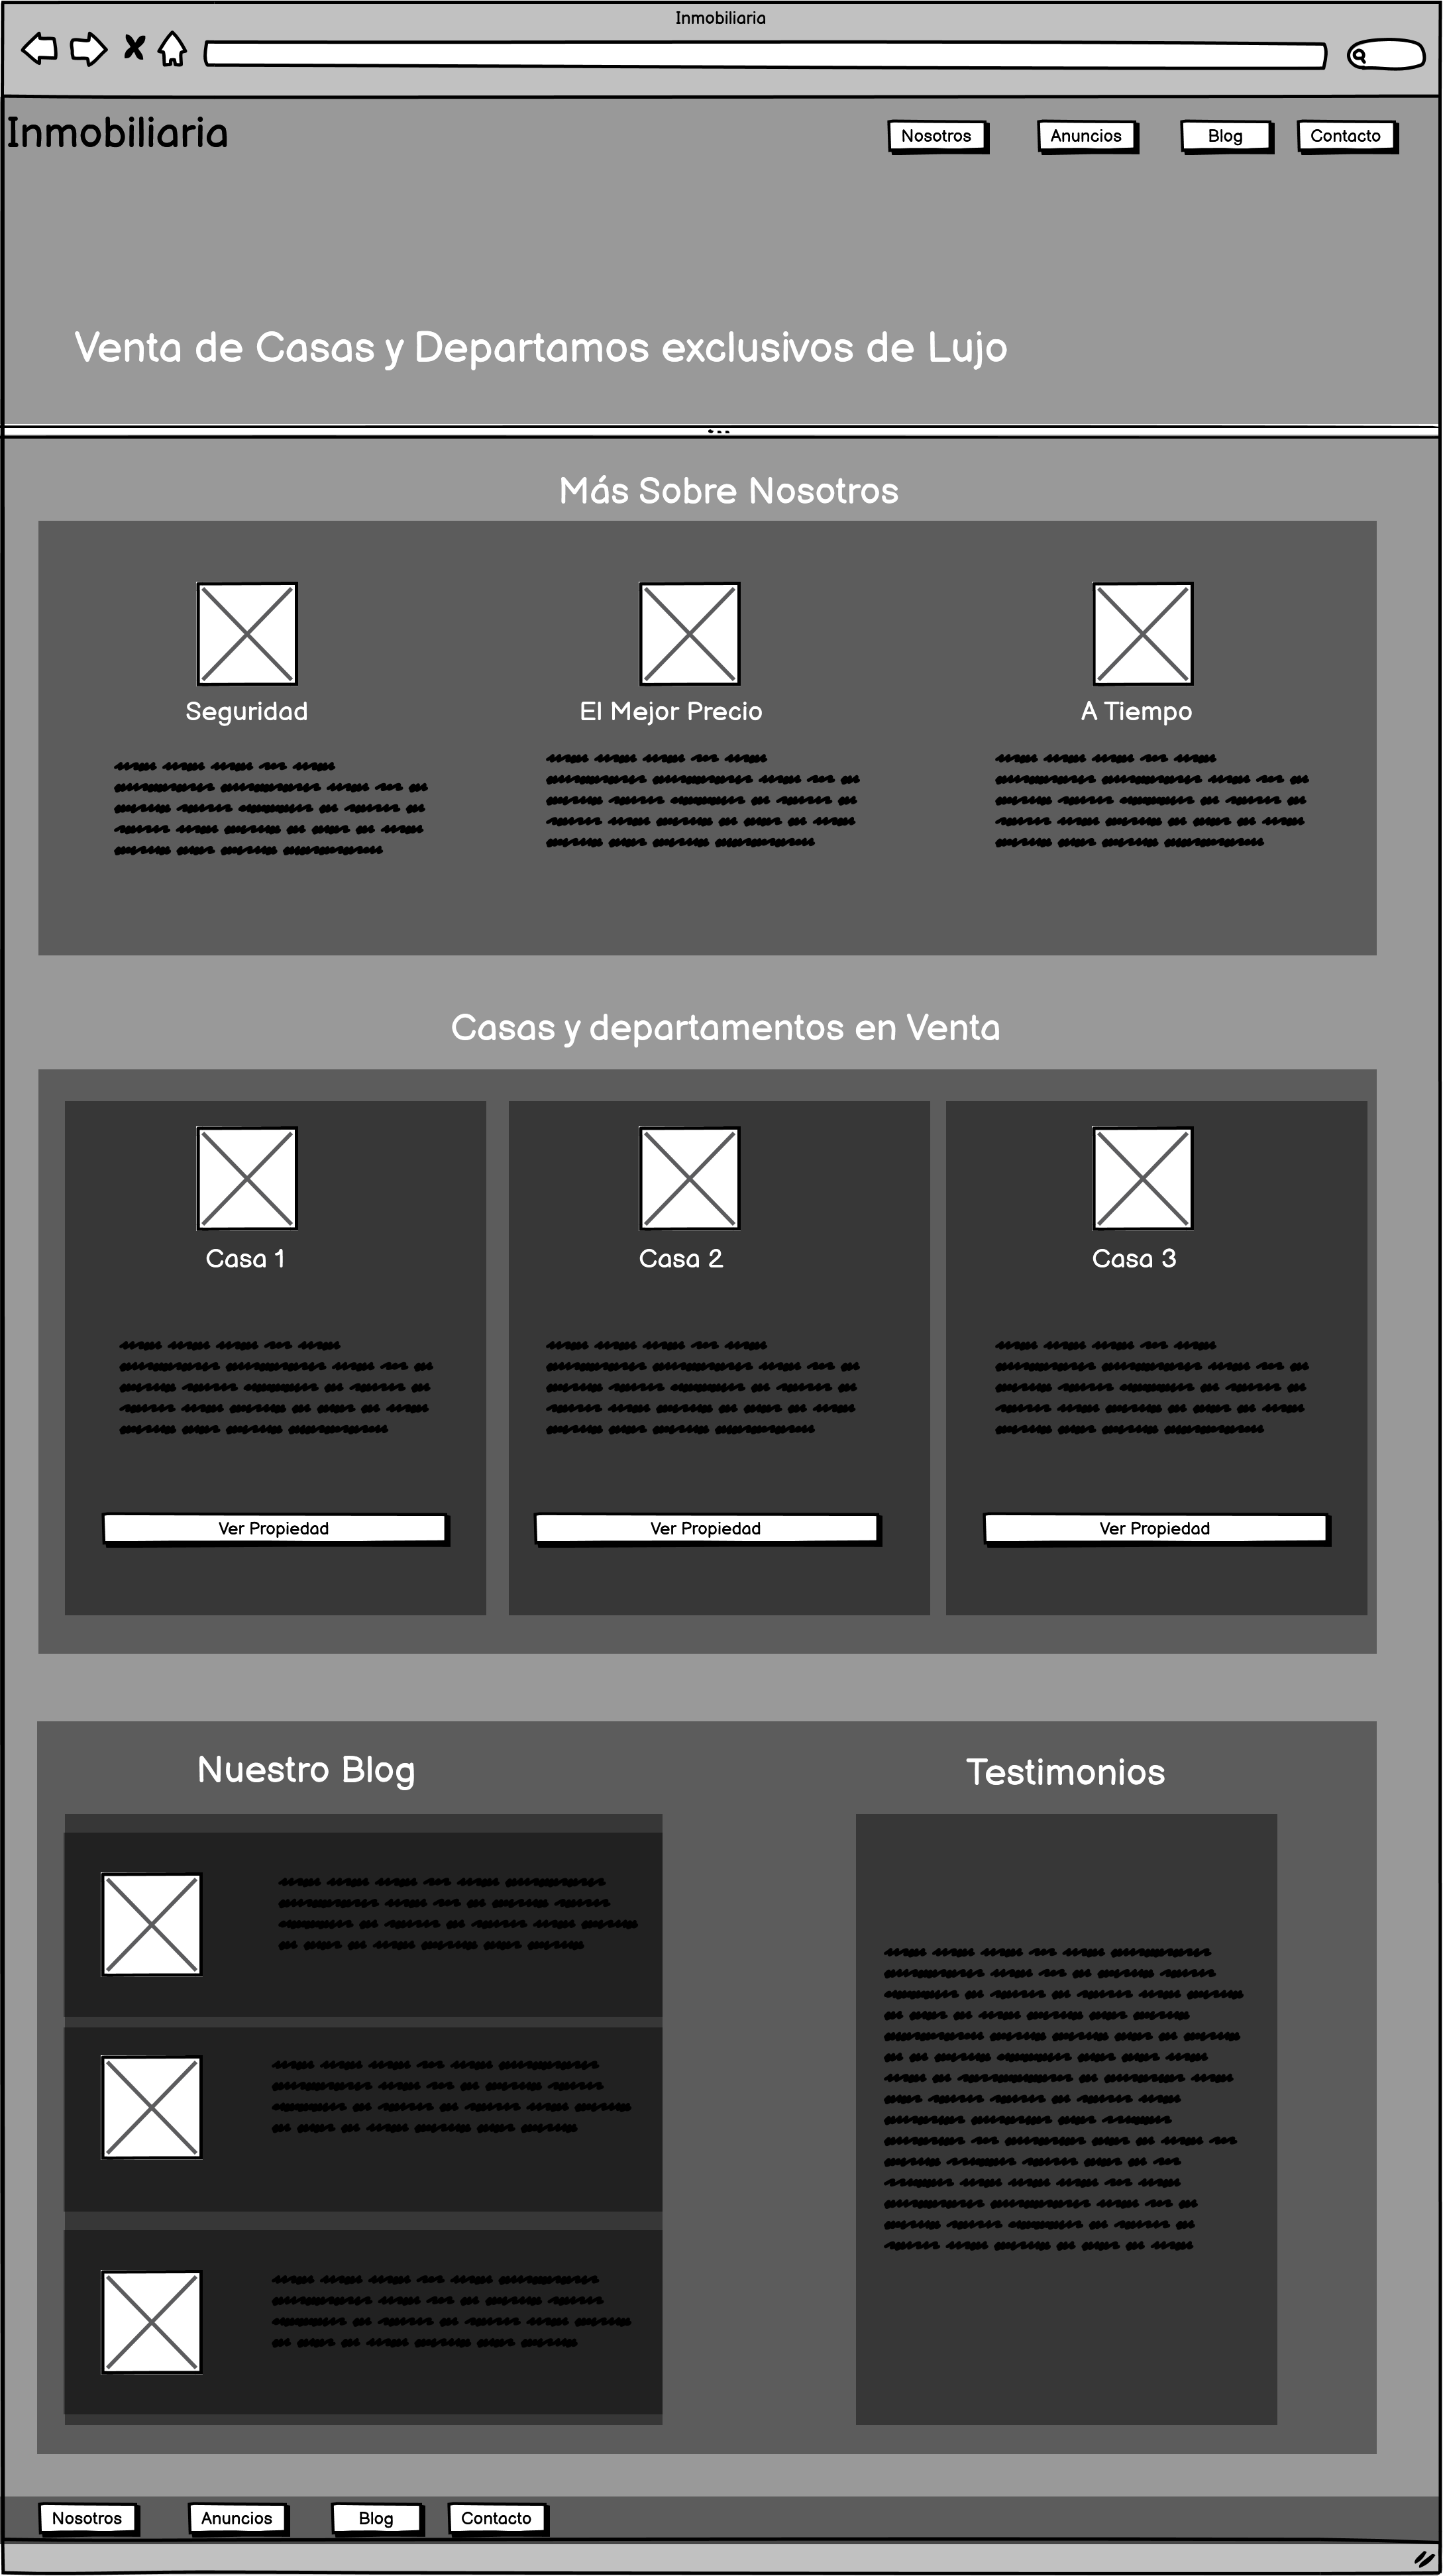 Inmobiliaria
Inmobiliaria
Nosotros
Anuncios
Blog
Contacto
Venta de Casas y Departamos exclusivos de Lujo
Más Sobre Nosotros
Seguridad
El Mejor Precio
A Tiempo
Casas y departamentos en Venta
Casa 1
Casa 2
Casa 3
Ver Propiedad
Ver Propiedad
Ver Propiedad
Nuestro Blog
Testimonios
Nosotros
Anuncios
Blog
Contacto